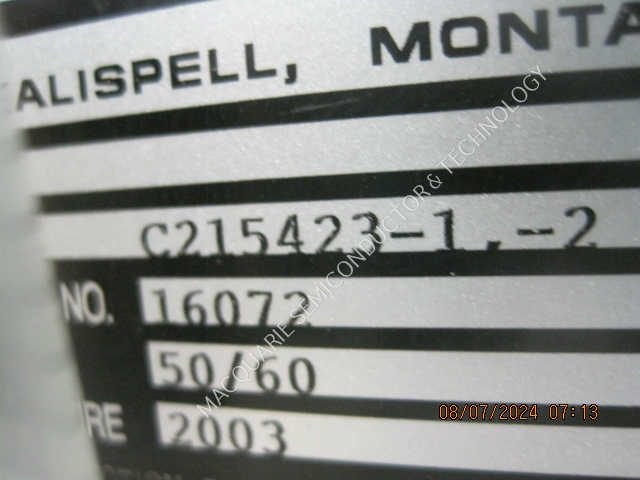 ALISPELL, MONTA
C215423-1,-2
NO. 16072
50/60
RE 2003
MACQUARIE SEMICONDUCTOR & TECHNOLOGY
08/07/2024 07:13